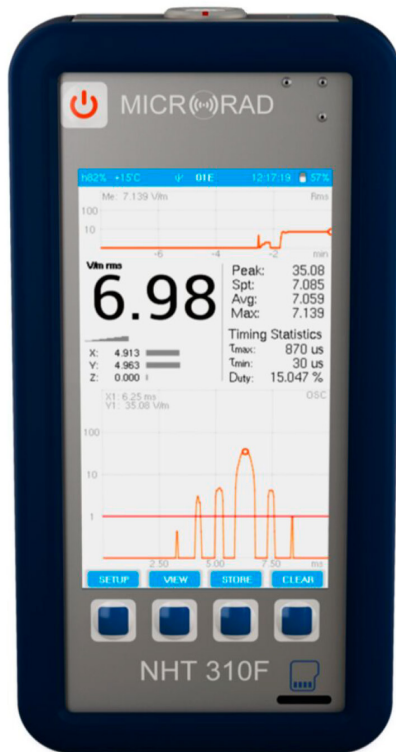 MICRORAD
h82% +15°C 01E 12:17:19 57%
Me: 7.139 V/m Rms
100
10
-6 -4 -2 min
V/m rms
6.98
Peak: 35.08
Spt: 7.085
Avg: 7.059
Max: 7.139
Timing Statistics
τmax: 870 us
τmin: 30 us
Duty: 15.047 %
X: 4.913
Y: 4.963
Z: 0.000
X1: 6.25 ms OSC
Y1: 35.08 V/m
100
10
1
2.50 5.00 7.50 ms
SETUP VIEW STORE CLEAR
NHT 310F